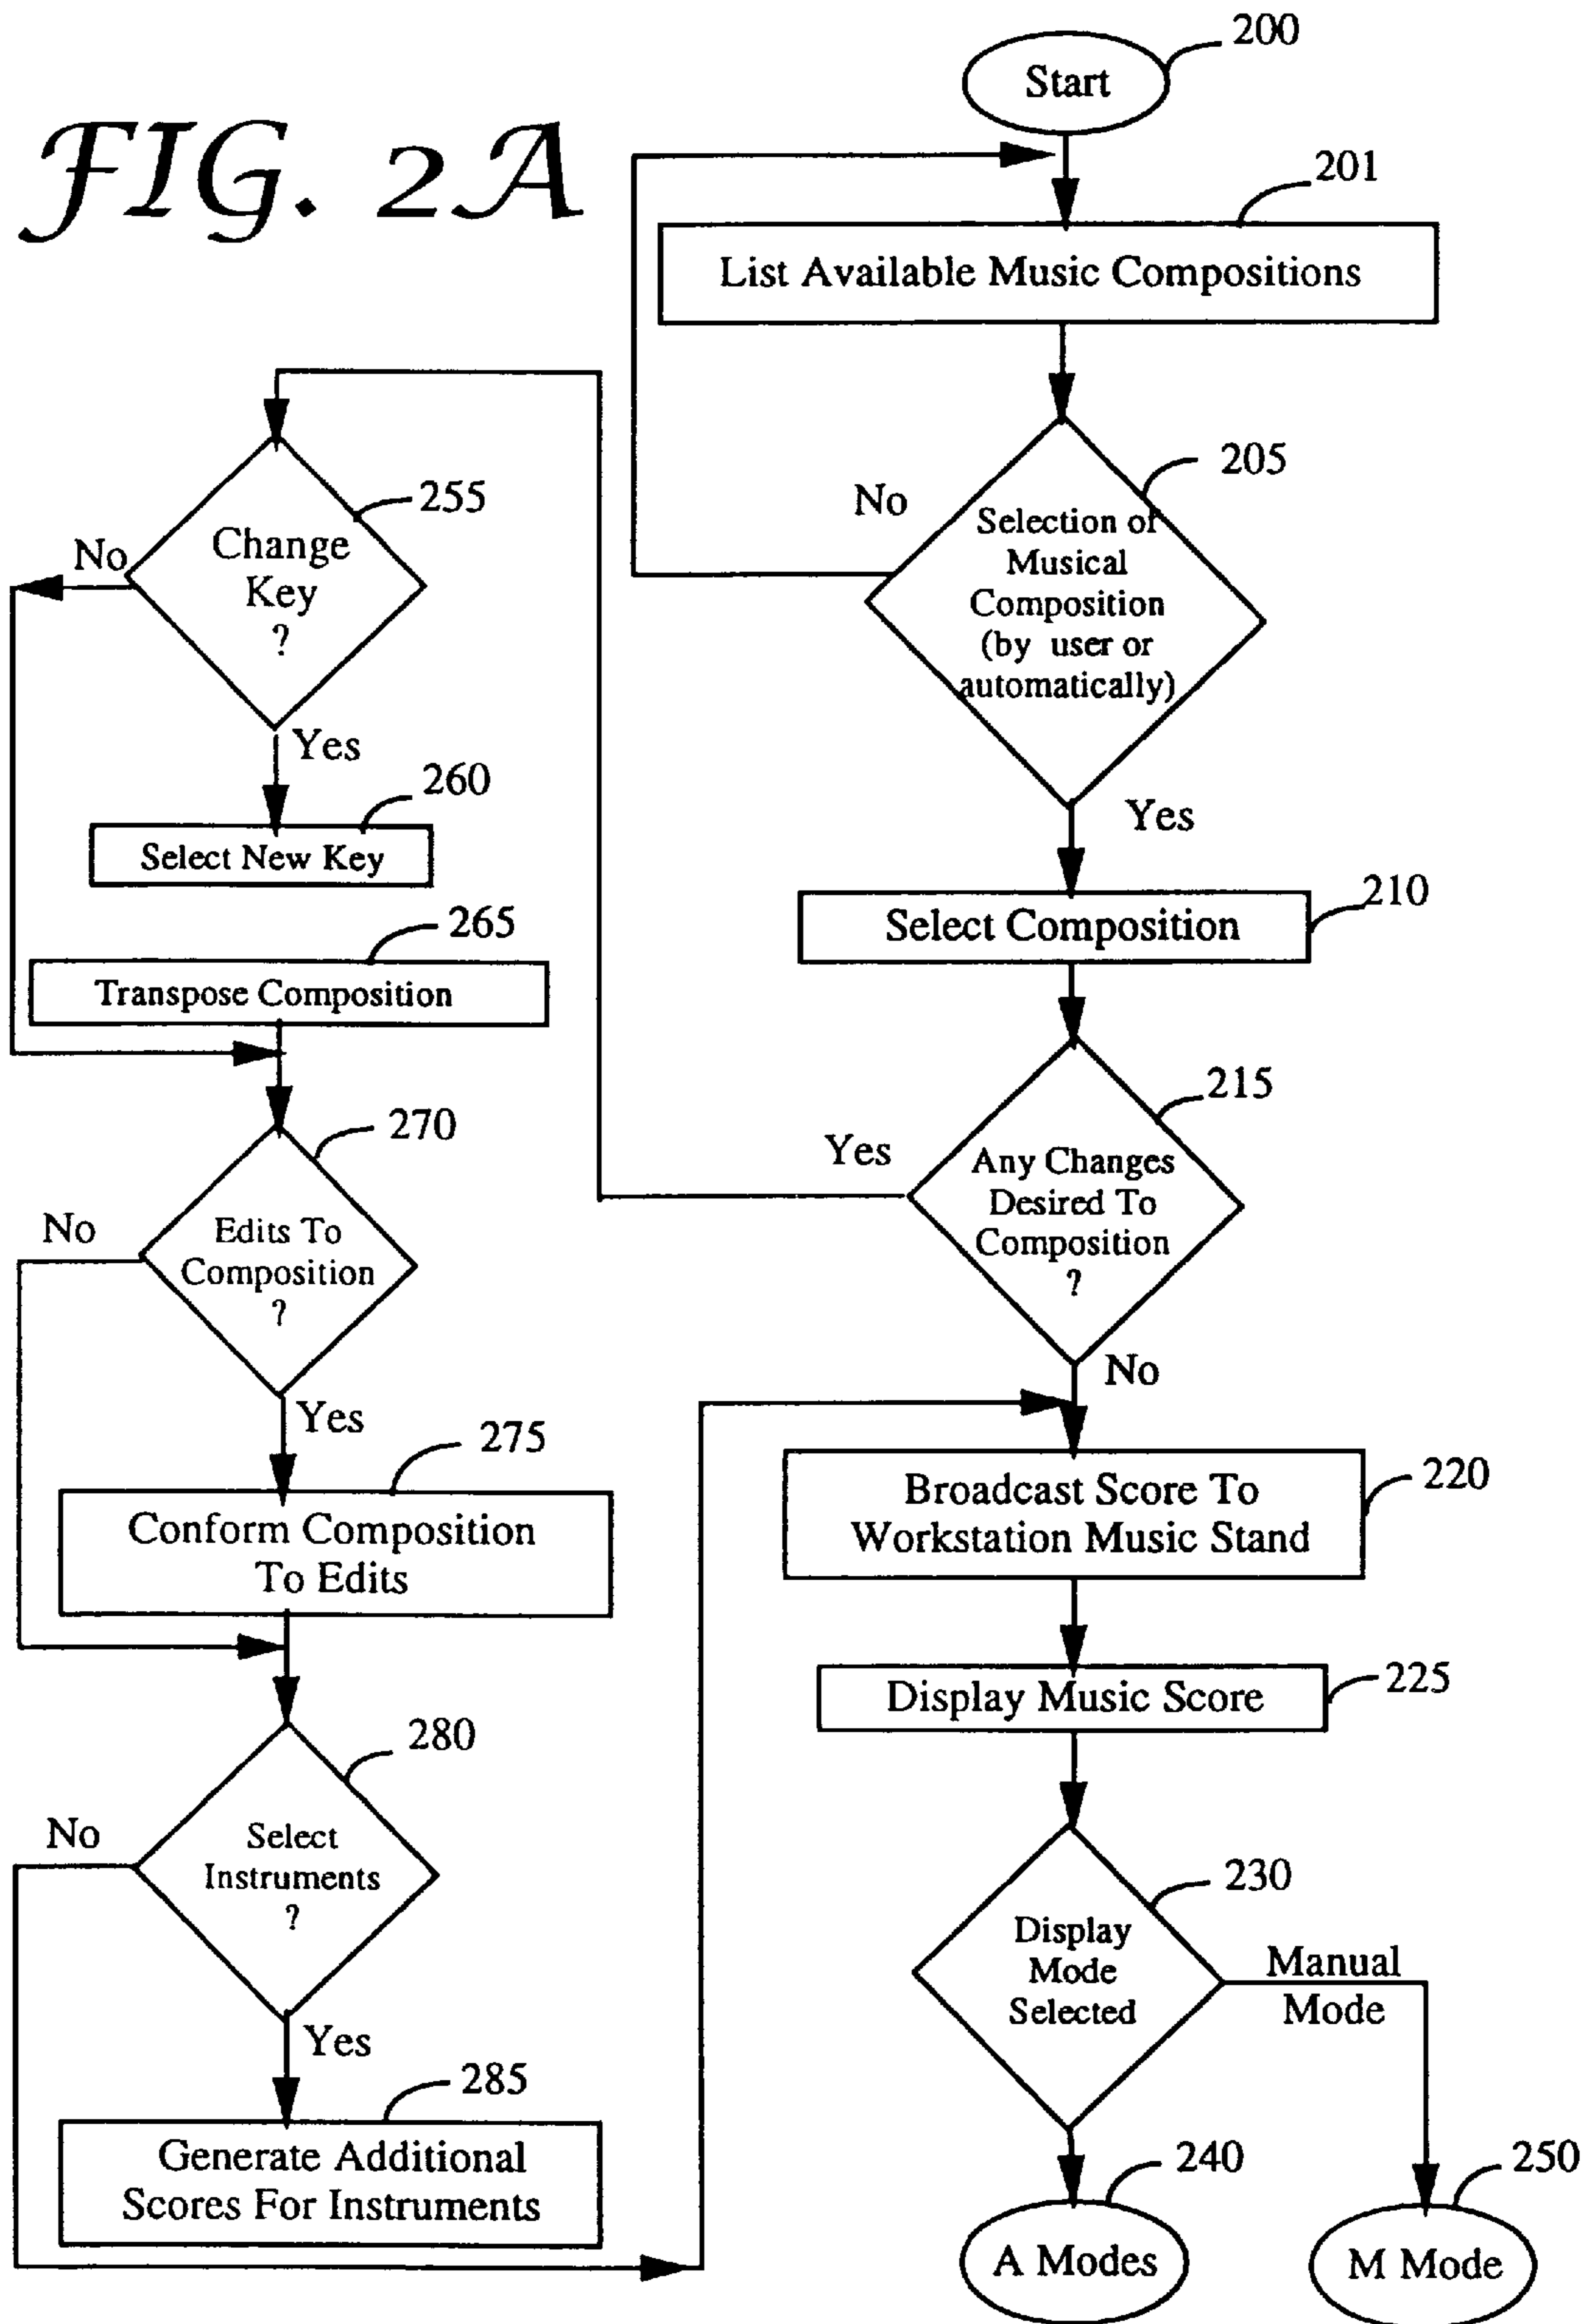 FIG. 2A
Start
200
201
List Available Music Compositions
205
No
Selection of
Musical
Composition
(by user or
automatically)
Yes
210
Select Composition
215
Yes
Any Changes
Desired To
Composition
?
No
220
Broadcast Score To
Workstation Music Stand
225
Display Music Score
230
Display
Mode
Selected
Manual
Mode
240
A Modes
250
M Mode
255
No
Change
Key
?
Yes
260
Select New Key
265
Transpose Composition
270
No
Edits To
Composition
?
Yes
275
Conform Composition
To Edits
280
No
Select
Instruments
?
Yes
285
Generate Additional
Scores For Instruments